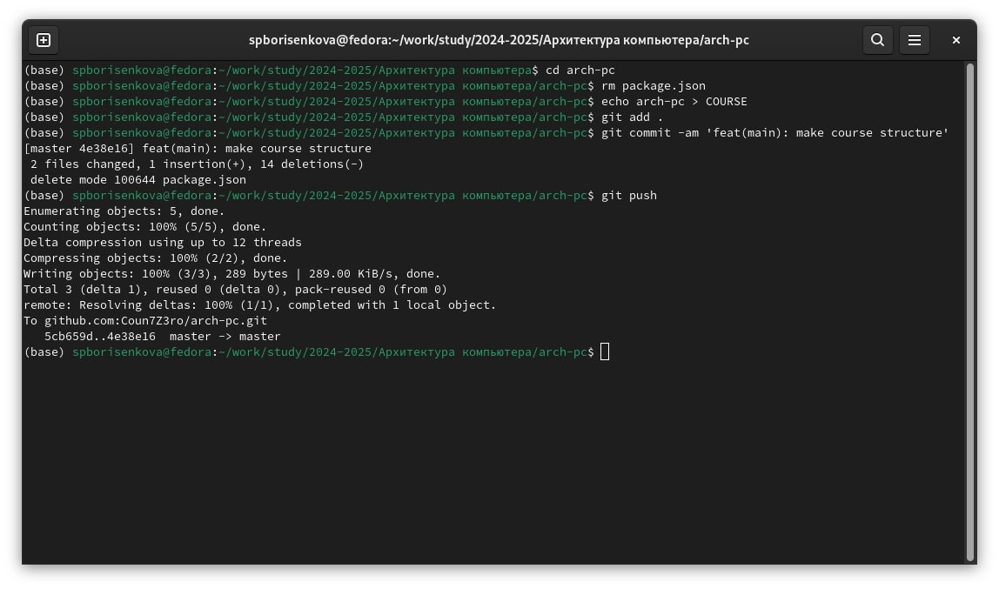 spborisenkova@fedora:~/work/study/2024-2025/Архитектура компьютера/arch-pc
(base) spborisenkova@fedora:~/work/study/2024-2025/Архитектура компьютера$ cd arch-pc
(base) spborisenkova@fedora:~/work/study/2024-2025/Архитектура компьютера/arch-pc$ rm package.json
(base) spborisenkova@fedora:~/work/study/2024-2025/Архитектура компьютера/arch-pc$ echo arch-pc > COURSE
(base) spborisenkova@fedora:~/work/study/2024-2025/Архитектура компьютера/arch-pc$ git add .
(base) spborisenkova@fedora:~/work/study/2024-2025/Архитектура компьютера/arch-pc$ git commit -am 'feat(main): make course structure'
[master 4e38e16] feat(main): make course structure
 2 files changed, 1 insertion(+), 14 deletions(-)
 delete mode 100644 package.json
(base) spborisenkova@fedora:~/work/study/2024-2025/Архитектура компьютера/arch-pc$ git push
Enumerating objects: 5, done.
Counting objects: 100% (5/5), done.
Delta compression using up to 12 threads
Compressing objects: 100% (2/2), done.
Writing objects: 100% (3/3), 289 bytes | 289.00 KiB/s, done.
Total 3 (delta 1), reused 0 (delta 0), pack-reused 0 (from 0)
remote: Resolving deltas: 100% (1/1), completed with 1 local object.
To github.com:Coun7Z3ro/arch-pc.git
   5cb659d..4e38e16  master -> master
(base) spborisenkova@fedora:~/work/study/2024-2025/Архитектура компьютера/arch-pc$